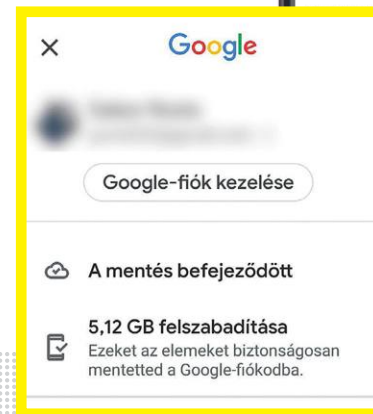 Google
Google-fiók kezelése
A mentés befejeződött
5,12 GB felszabadítása
Ezeket az elemeket biztonságosan
mentetted a Google-fiókodba.